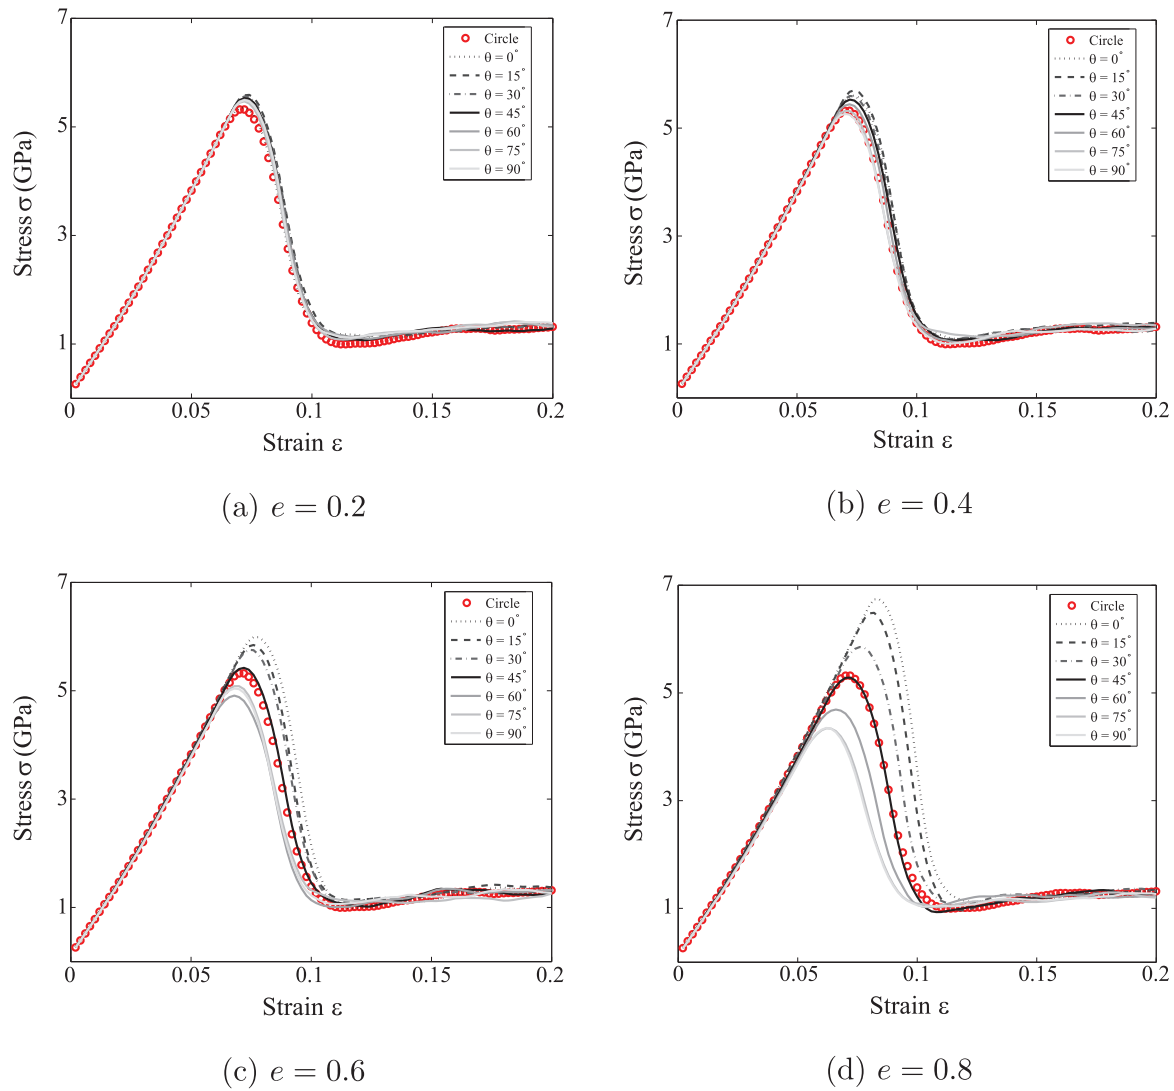 7
5
3
1
Stress σ (GPa)
0 0.05 0.1 0.15 0.2
Strain ε
Circle
θ = 0°
θ = 15°
θ = 30°
θ = 45°
θ = 60°
θ = 75°
θ = 90°
(a) e = 0.2
7
5
3
1
Stress σ (GPa)
0 0.05 0.1 0.15 0.2
Strain ε
Circle
θ = 0°
θ = 15°
θ = 30°
θ = 45°
θ = 60°
θ = 75°
θ = 90°
(b) e = 0.4
7
5
3
1
Stress σ (GPa)
0 0.05 0.1 0.15 0.2
Strain ε
Circle
θ = 0°
θ = 15°
θ = 30°
θ = 45°
θ = 60°
θ = 75°
θ = 90°
(c) e = 0.6
7
5
3
1
Stress σ (GPa)
0 0.05 0.1 0.15 0.2
Strain ε
Circle
θ = 0°
θ = 15°
θ = 30°
θ = 45°
θ = 60°
θ = 75°
θ = 90°
(d) e = 0.8